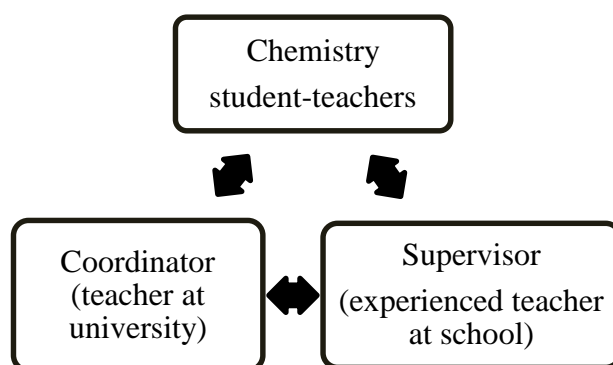 Chemistry
student-teachers
Coordinator
(teacher at
university)
Supervisor
(experienced teacher
at school)